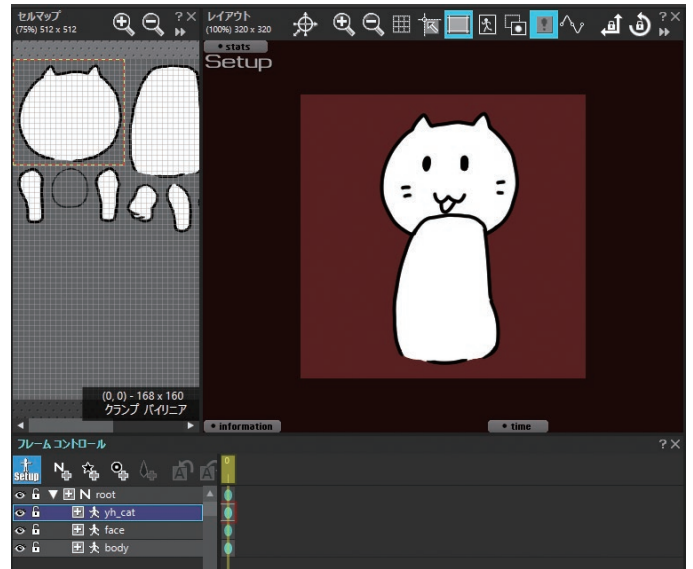 セルマップ
(75%) 512 x 512
? ×
レイアウト
(100%) 320 x 320
? ×
• stats
Setup
(0, 0) - 168 x 160
クランプ バイリニア
• information
• time
フレーム コントロール
? ×
Setup
N
0
N root
yh_cat
face
body